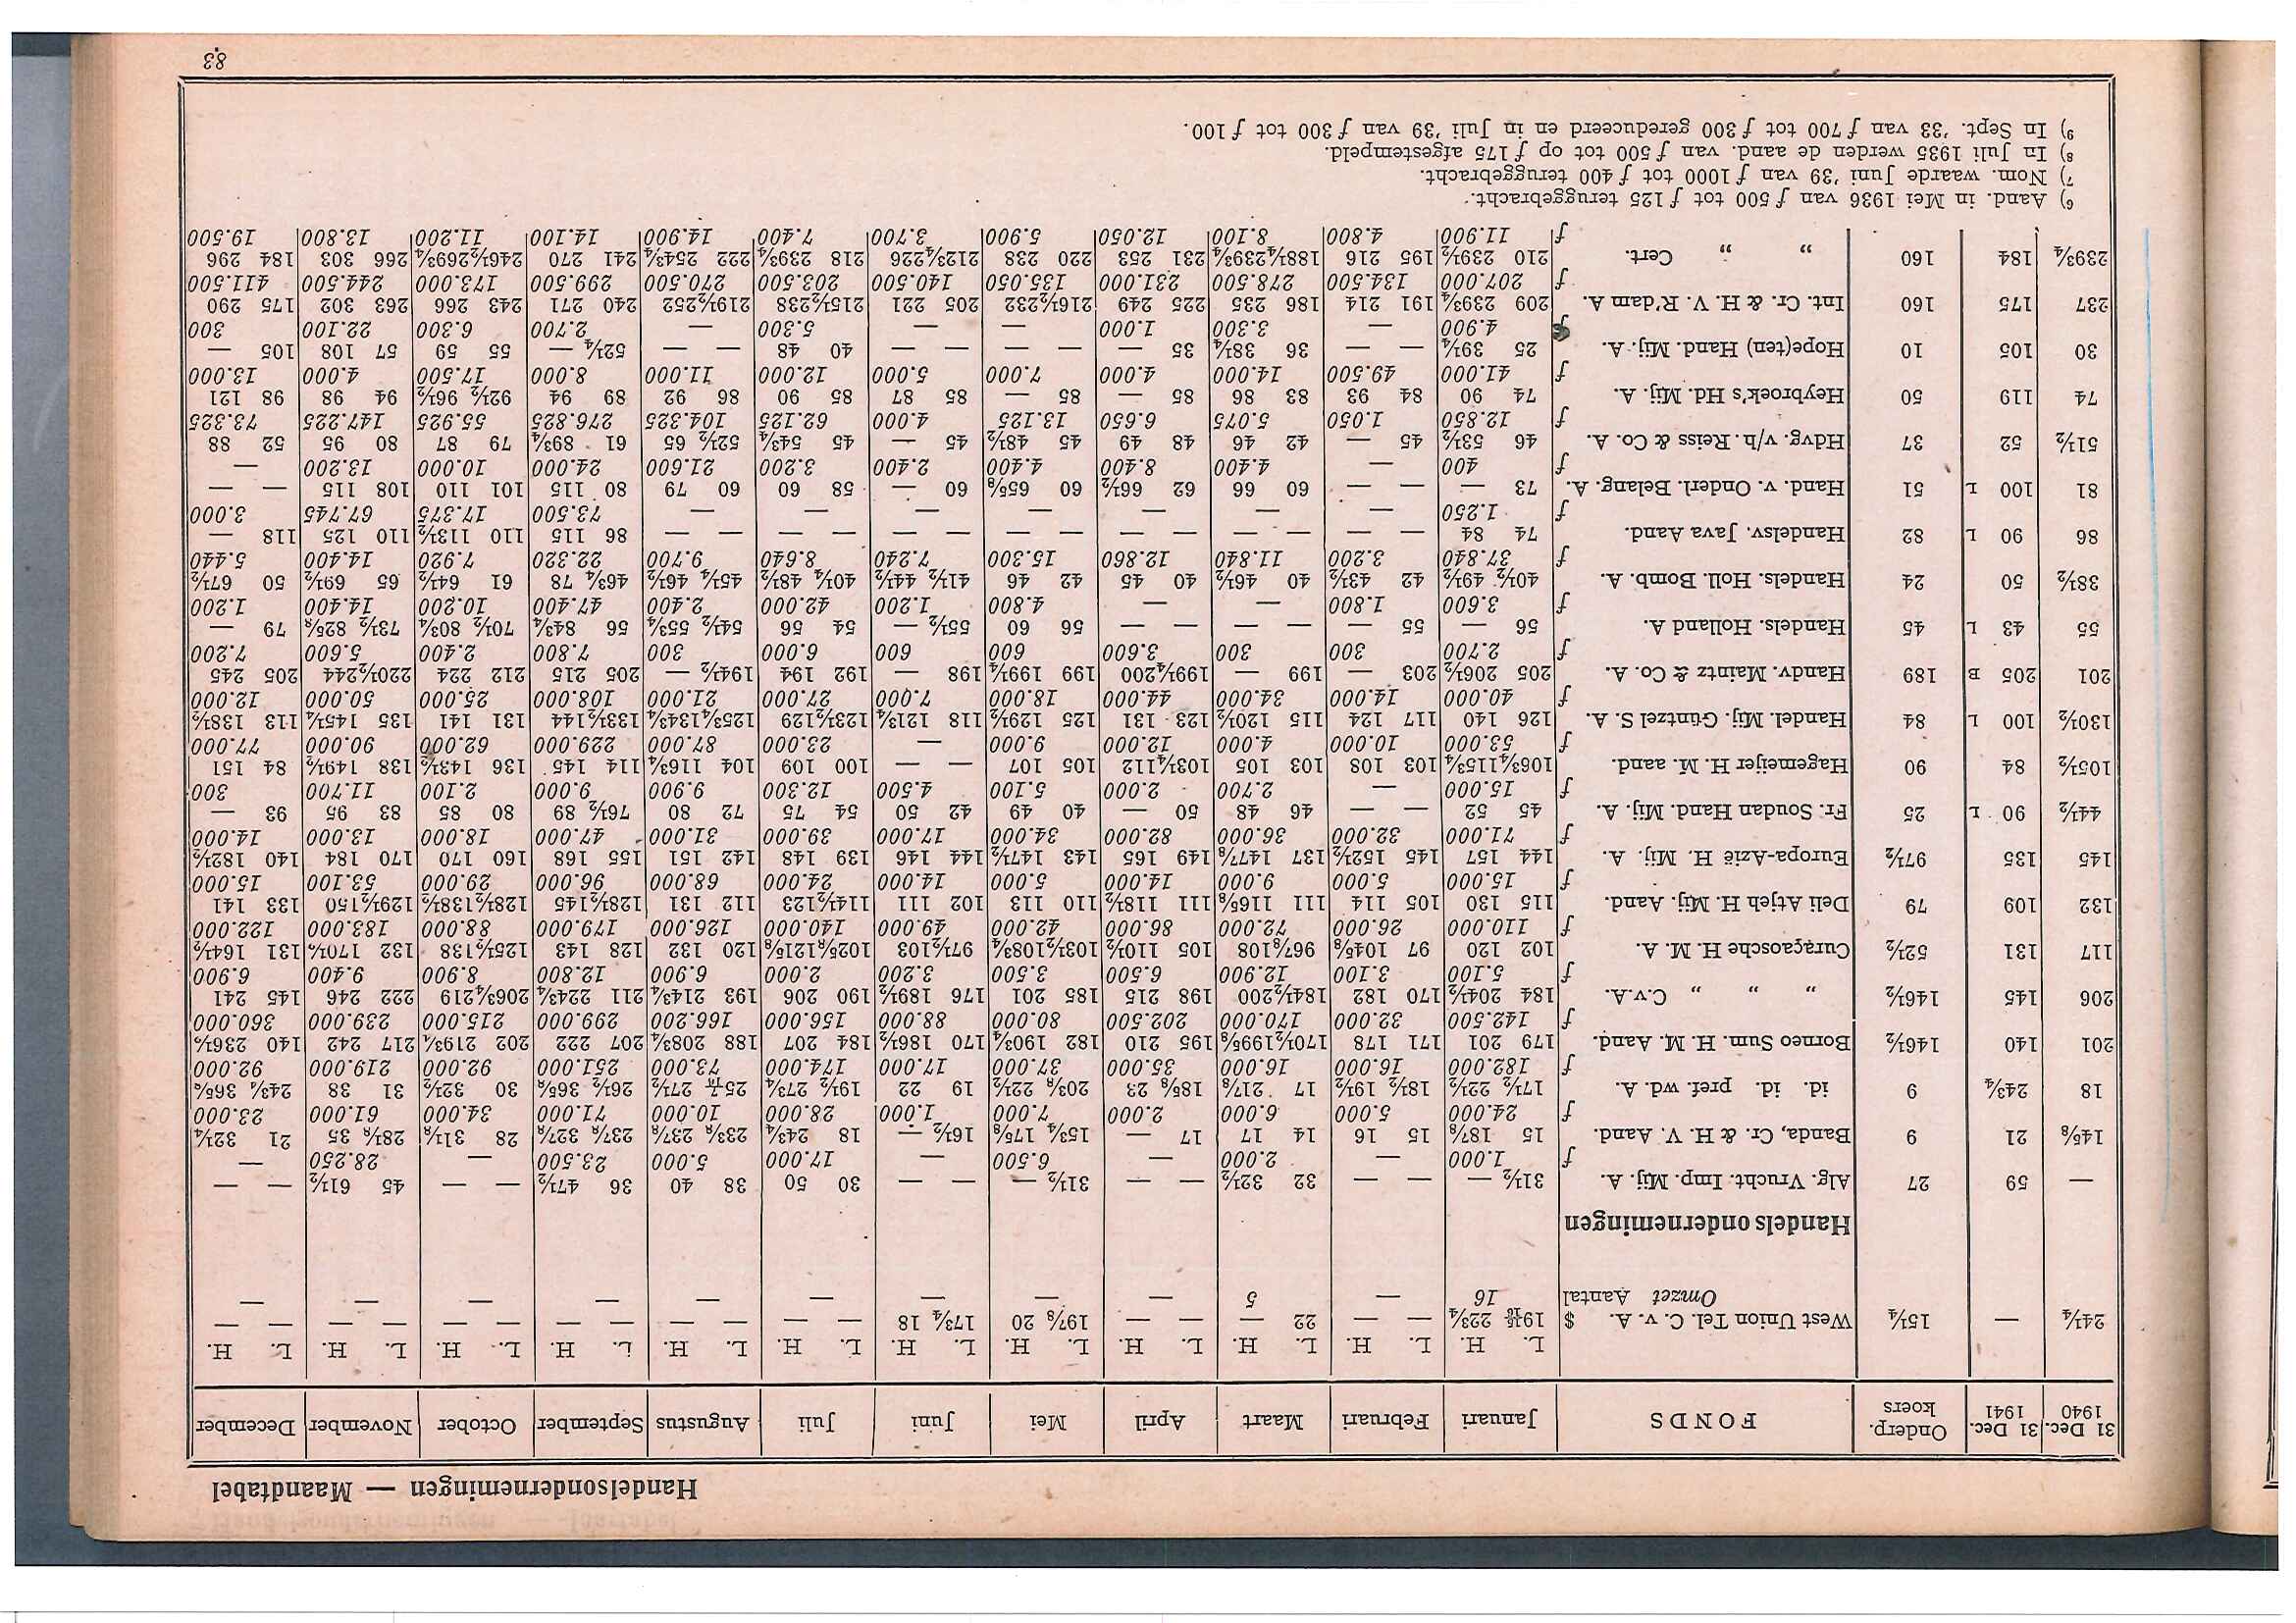 Handelsondernemingen — Maandtabel
31 Dec. 1940 31 Dec. 1941 Onderp. koers FONDS Januari Februari Maart April Mei Juni Juli Augustus September October November December
L. H. L. H. L. H. L. H. L. H. L. H. L. H. L. H. L. H. L. H. L. H. L. H.
24¼ — 15¼ West Union Tel. C. v. A. $ 19 15/16 22¾ — — 22 — — — 19⅞ 20 17¾ 18 — — — — — — — — — — — —
Omzet Aantal 16 — 5 — — — — — — — — —
Handelsondernemingen
— 59 27 Alg. Vrucht. Imp. Mij. A. 31½ — — — 32 32½ — — 31½ — — — 30 50 38 40 36 47½ — — 45 61½ — —
f 1.000 — 2.000 — 6.500 — 17.000 5.000 23.500 — 28.250 —
14⅝ 21 9 Banda, Cr. & H. V. Aand. 15 18⅞ 15 16 14 17 17 — 15¾ 17⅝ 16½ — 18 24¾ 23⅜ 23⅞ 23⅞ 32⅞ 28 31⅛ 28⅛ 35 21 32¼
f 24.000 5.000 6.000 2.000 7.000 1.000 28.000 10.000 71.000 34.000 61.000 23.000
18 24¾ 9 id. id. pref. wd. A. 17½ 22½ 18½ 19½ 17 21⅞ 18⅝ 23 20⅜ 22½ 19 22 19½ 27¾ 27½ 26½ 36⅝ 30 32½ 31 38 24¾ 36⅝
f 182.000 16.000 16.000 35.000 37.000 17.000 174.000 73.000 251.000 92.000 219.000 92.000
201 140 146½ Borneo Sum. H. M. Aand. 179 201 171 178 170½ 199⅝ 195 210 182 190¾ 170 186½ 184 207 188 208¾ 207 222 202 219¾ 217 242 140 236⅛
f 142.500 32.000 170.000 202.500 80.000 88.000 156.000 166.200 299.000 215.000 239.000 360.000
206 145 146½ „ „ „ C.v.A. 184 204½ 170 182 184½ 200 198 215 185 201 176 189½ 190 206 193 214¾ 211 224¾ 206¾ 219 222 246 145 241
f 5.100 3.100 12.900 6.500 3.500 3.200 2.000 6.900 12.800 8.900 9.400 6.900
117 131 52½ Curaçaosche H. M. A. 102 120 97 104⅝ 96⅞ 108 105 110½ 103½ 108¾ 97½ 103 102⅝ 121⅝ 120 132 128 143 125½ 138 132 170¼ 131 164½
f 110.000 26.000 72.000 86.000 42.000 49.000 140.000 126.000 179.000 88.000 183.000 122.000
132 109 79 Deli Atjeh H. Mij. Aand. 115 130 105 114 111 116⅝ 111 118½ 110 113 102 111 114½ 123 112 131 128½ 145 128½ 138½ 129½ 150 133 141
f 15.000 5.000 9.000 14.000 5.000 14.000 24.000 68.000 96.000 29.000 53.100 15.000
145 135 97½ Europa-Azië H. Mij. A. 144 157 145 152½ 137 147⅞ 149 165 143 147½ 144 146 139 148 142 151 155 168 160 170 170 184 140 182½
f 71.000 32.000 36.000 82.000 34.000 17.000 39.000 31.000 47.000 18.000 13.000 14.000
44½ 90 L 25 Fr. Soudan Hand. Mij. A. 45 52 — — 46 48 50 — 40 49 42 50 54 75 72 80 76½ 89 80 85 83 95 93 —
f 15.000 — 2.700 2.000 5.100 4.500 12.300 9.900 9.000 2.100 11.700 300
105½ 84 90 Hagemeijer H. M. aand. 106¾ 115¾ 103 108 103 105 103¼ 112 105 107 — — 100 109 104 116¾ 114 145 136 143½ 138 149½ 84 151
f 53.000 10.000 4.000 12.000 9.000 — 23.000 87.000 229.000 62.000 90.000 77.000
130½ 100 L 84 Handel. Mij. Güntzel S. A. 126 140 117 124 115 120½ 123 131 125 129½ 118 121¾ 123½ 129 125¾ 134¾ 133½ 144 131 141 135 145¼ 113 138½
f 40.000 14.000 34.000 44.000 18.000 7.000 27.000 21.000 108.000 25.000 50.000 12.000
201 205 B 189 Handv. Maintz & Co. A. 205 206½ 203 — 199 — 199¼ 200 199 199¼ 198 — 192 194 194½ — 205 215 212 224 220½ 244 205 245
f 2.700 300 300 3.600 600 600 6.000 300 7.800 2.400 5.600 7.200
55 43 L 45 Handels. Holland A. 56 — 55 — — — — — 56 60 55½ — 54 56 54½ 55¾ 56 84¾ 70½ 80¾ 73½ 82⅝ 79 —
f 3.600 1.800 — — 4.800 1.200 42.000 2.400 47.400 10.200 14.400 1.200
38½ 50 24 Handels. Holl. Bomb. A. 40½ 49½ 42 43½ 40 46½ 40 45 42 46 41½ 44½ 40¼ 48½ 45¼ 46½ 46¾ 78 61 64½ 65 69½ 50 67½
f 37.840 3.200 11.840 12.860 15.300 7.240 8.640 9.700 22.320 7.920 14.400 5.440
86 90 L 82 Handelsv. Java Aand. 74 84 — — — — — — — — — — — — — — 86 115 110 113½ 110 125 118 —
f 1.250 — — — — — — — 73.500 17.375 67.745 3.000
81 100 L 51 Hand. v. Onderl. Belang. A. 73 — — — 60 66 62 66½ 60 65⅝ 60 — 58 60 60 79 80 115 101 110 108 115 — —
f 400 — 4.400 8.400 4.400 2.400 3.200 21.600 24.000 10.000 13.200 —
51½ 52 37 Hdvg. v/h. Reiss & Co. A. 46 53½ 45 — 42 46 48 49 45 48½ 45 — 45 54¾ 52½ 65 61 89¾ 79 87 80 95 52 88
f 12.850 1.050 5.075 6.650 13.125 4.000 62.125 104.325 276.825 55.925 147.225 73.325
74 119 50 Heybroek's Hd. Mij. A. 74 90 84 93 83 86 85 — 85 — 85 87 85 90 86 92 89 94 92½ 96½ 94 98 98 121
f 41.000 49.500 14.000 4.000 7.000 5.000 12.000 11.000 8.000 17.500 4.000 13.000
30 105 10 Hope(ten) Hand. Mij. A. 25 39¼ — — 36 38¼ 35 — — — — — 40 48 — — 52¼ — 55 59 57 108 105 —
f 4.900 — 3.300 1.000 — — 5.300 — 2.700 6.300 22.100 300
237 175 160 Int. Cr. & H. V. R'dam A. 209 239¾ 191 214 186 235 225 249 216½ 232 205 221 215½ 238 219½ 252 240 271 243 266 263 302 175 290
f 207.000 134.500 278.500 231.000 135.050 140.500 203.500 270.500 299.500 173.000 244.500 411.500
239¾ 184 160 „ „ Cert. 210 239½ 195 216 188¼ 239¾ 231 253 220 238 212¾ 226 218 239¾ 222 254¾ 241 270 246½ 269¾ 266 303 184 296
f 11.900 4.800 8.100 12.050 5.900 3.700 7.400 14.900 14.100 11.200 13.800 19.500
⁶) Aand. in Mei 1936 van f 500 tot f 125 teruggebracht.
⁷) Nom. waarde Juni '39 van f 1000 tot f 400 teruggebracht.
⁸) In Juli 1935 werden de aand. van f 500 tot op f 175 afgestempeld.
⁹) In Sept. '33 van f 700 tot f 300 gereduceerd en in Juli '39 van f 300 tot f 100.
83